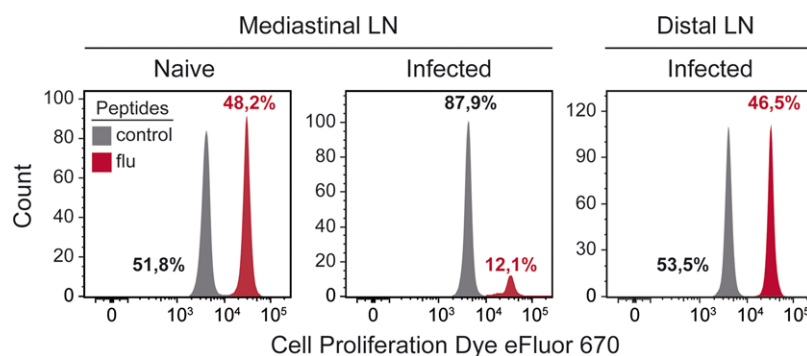 Mediastinal LN
Distal LN
Naive
Infected
Infected
Peptides
control
flu
48,2%
51,8%
87,9%
12,1%
46,5%
53,5%
Count
100
80
60
40
20
0
100
80
60
40
20
0
120
90
60
30
0
0 10³ 10⁴ 10⁵
0 10³ 10⁴ 10⁵
0 10³ 10⁴ 10⁵
Cell Proliferation Dye eFluor 670